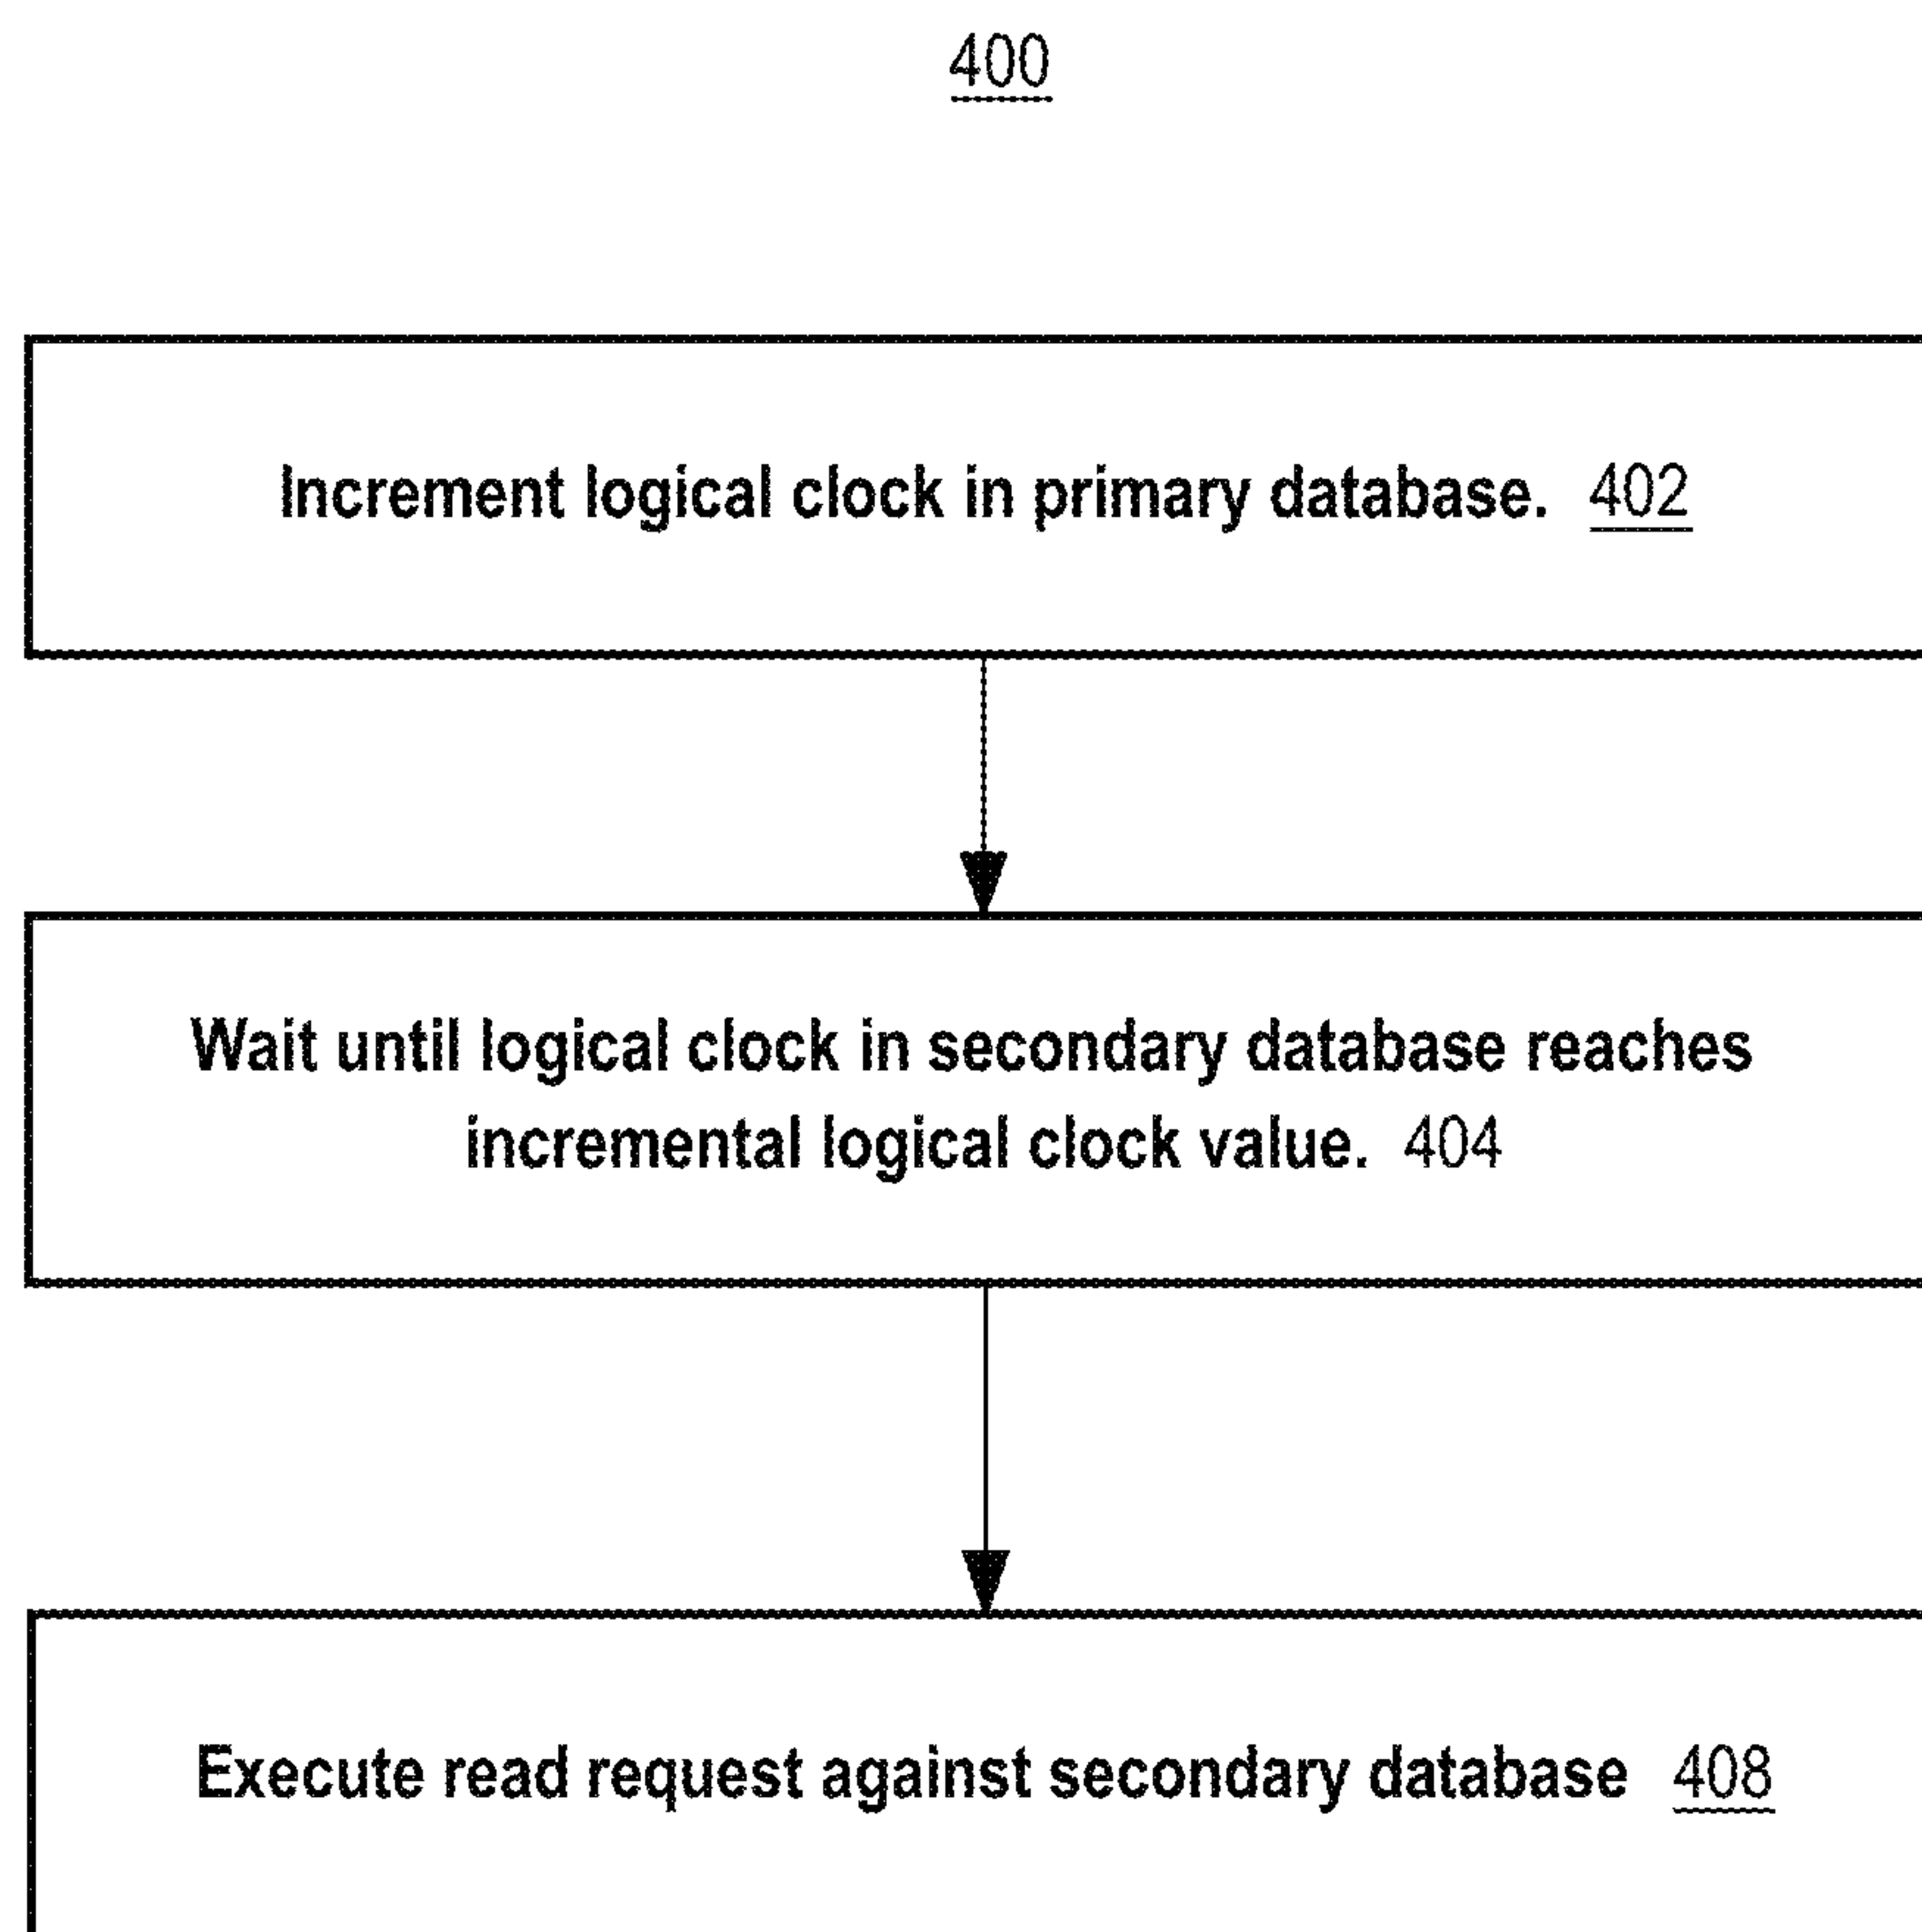 400
Increment logical clock in primary database. 402
Wait until logical clock in secondary database reaches
incremental logical clock value. 404
Execute read request against secondary database 408